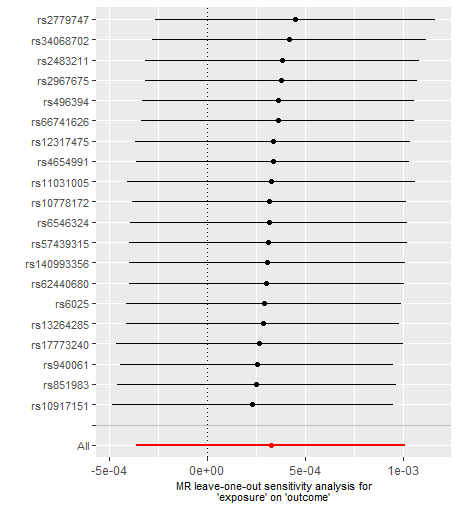 rs2779747
rs34068702
rs2483211
rs2967675
rs496394
rs66741626
rs12317475
rs4654991
rs11031005
rs10778172
rs6546324
rs57439315
rs140993356
rs62440680
rs6025
rs13264285
rs17773240
rs940061
rs851983
rs10917151
All
-5e-04 0e+00 5e-04 1e-03
MR leave-one-out sensitivity analysis for
'exposure' on 'outcome'